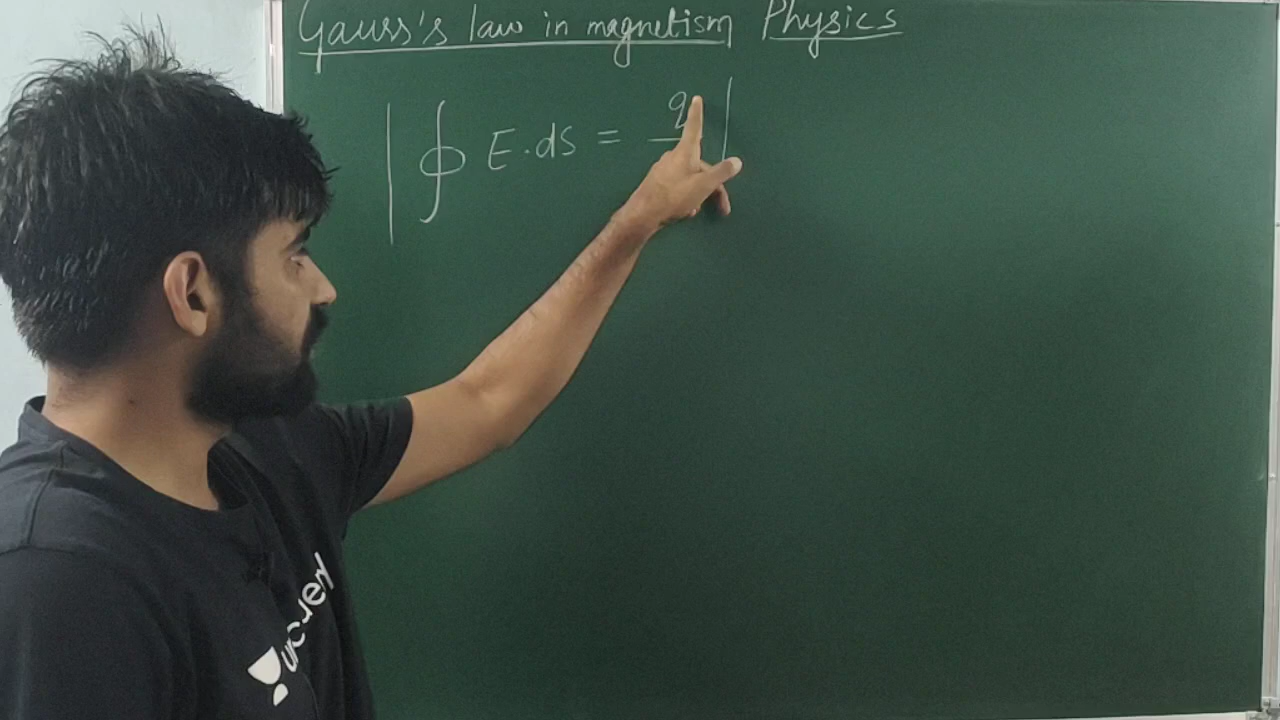 Gauss's law in magnetism Physics
∮ E.ds = q